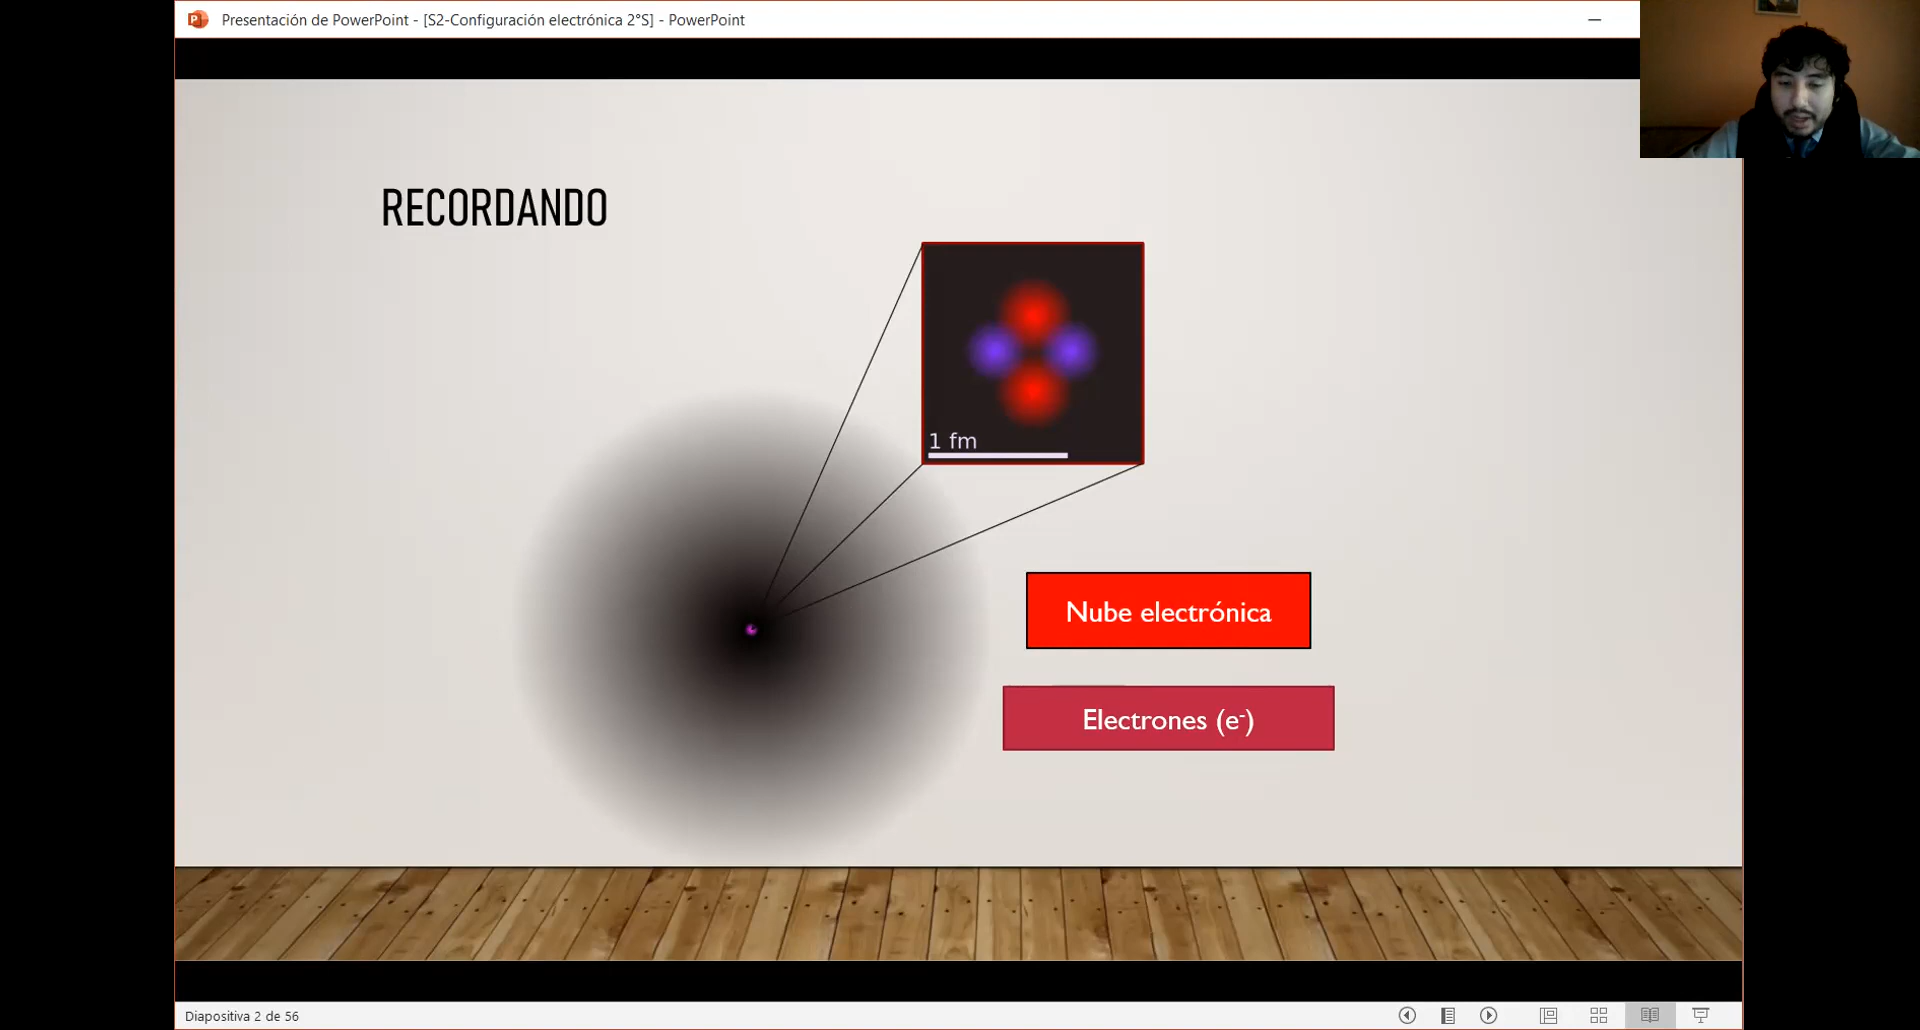 Presentación de PowerPoint - [S2-Configuración electrónica 2°S] - PowerPoint
RECORDANDO
1 fm
Nube electrónica
Electrones (e⁻)
Diapositiva 2 de 56